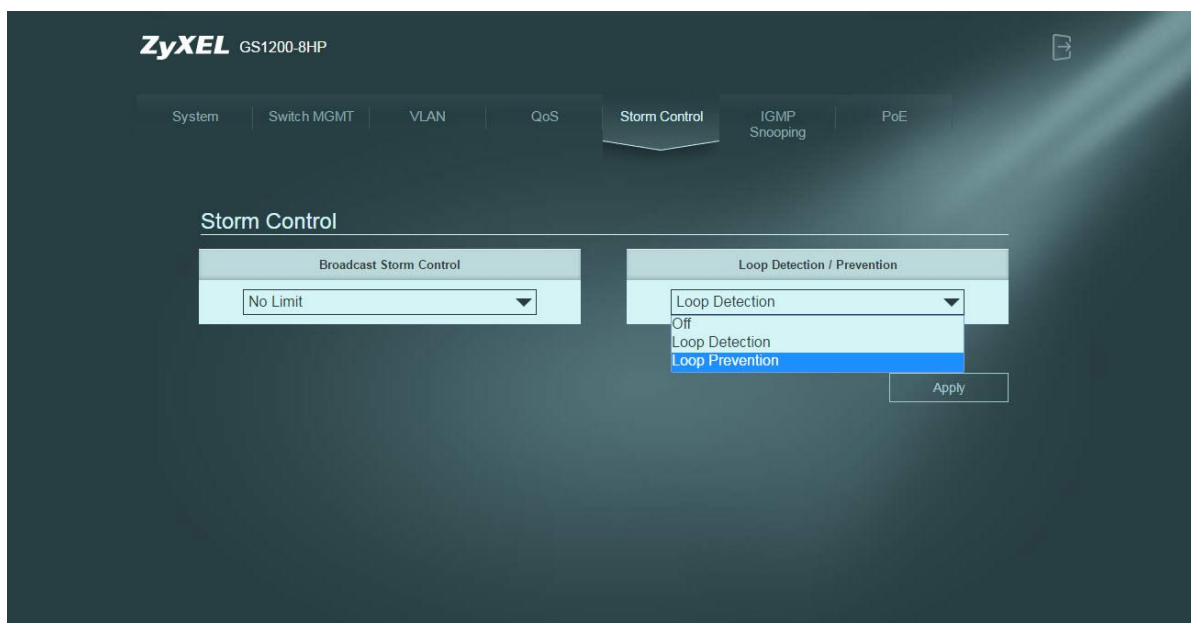 ZyXEL GS1200-8HP
System Switch MGMT VLAN QoS Storm Control IGMP Snooping PoE
Storm Control
Broadcast Storm Control
No Limit
Loop Detection / Prevention
Loop Detection
Off
Loop Detection
Loop Prevention
Apply